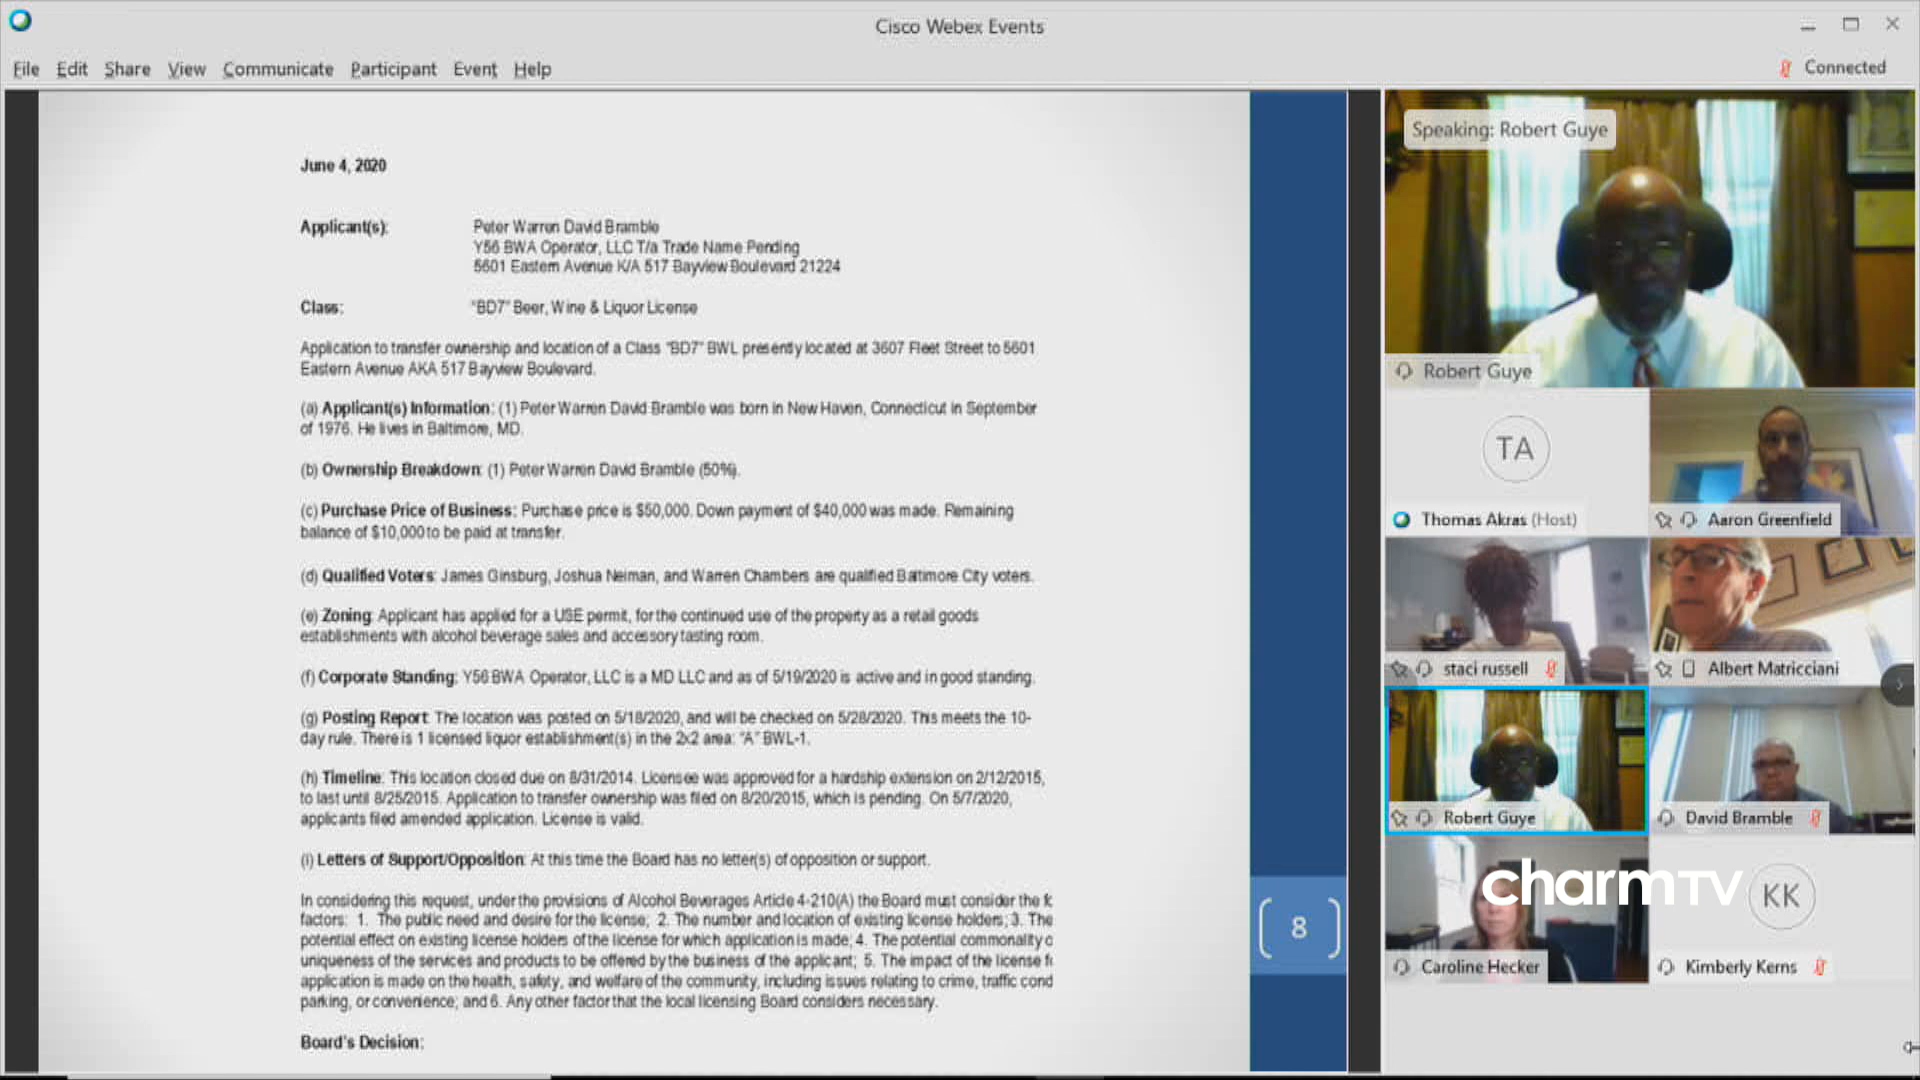 Cisco Webex Events
File Edit Share View Communicate Participant Event Help
Connected
June 4, 2020
Applicant(s): Peter Warren David Bramble
Y56 BWA Operator, LLC T/a Trade Name Pending
5601 Eastern Avenue K/A 517 Bayview Boulevard 21224
Class: "BD7" Beer, Wine & Liquor License
Application to transfer ownership and location of a Class "BD7" BWL presently located at 3607 Fleet Street to 5601
Eastern Avenue AKA 517 Bayview Boulevard.
(a) Applicant(s) Information: (1) Peter Warren David Bramble was born in New Haven, Connecticut in September
of 1976. He lives in Baltimore, MD.
(b) Ownership Breakdown: (1) Peter Warren David Bramble (50%).
(c) Purchase Price of Business: Purchase price is $50,000. Down payment of $40,000 was made. Remaining
balance of $10,000 to be paid at transfer.
(d) Qualified Voters: James Ginsburg, Joshua Neiman, and Warren Chambers are qualified Baltimore City voters.
(e) Zoning: Applicant has applied for a USE permit, for the continued use of the property as a retail goods
establishments with alcohol beverage sales and accessory tasting room.
(f) Corporate Standing: Y56 BWA Operator, LLC is a MD LLC and as of 5/19/2020 is active and in good standing.
(g) Posting Report: The location was posted on 5/18/2020, and will be checked on 5/28/2020. This meets the 10-
day rule. There is 1 licensed liquor establishment(s) in the 2x2 area: "A" BWL-1.
(h) Timeline: This location closed due on 8/31/2014. Licensee was approved for a hardship extension on 2/12/2015,
to last until 8/25/2015. Application to transfer ownership was filed on 8/20/2015, which is pending. On 5/7/2020,
applicants filed amended application. License is valid.
(i) Letters of Support/Opposition: At this time the Board has no letter(s) of opposition or support.
In considering this request, under the provisions of Alcohol Beverages Article 4-210(A) the Board must consider the f
factors: 1. The public need and desire for the license; 2. The number and location of existing license holders; 3. The
potential effect on existing license holders of the license for which application is made; 4. The potential commonality o
uniqueness of the services and products to be offered by the business of the applicant; 5. The impact of the license f
application is made on the health, safety, and welfare of the community, including issues relating to crime, traffic cond
parking, or convenience; and 6. Any other factor that the local licensing Board considers necessary.
Board's Decision:
8
Speaking: Robert Guye
Robert Guye
TA
Thomas Akras (Host)
Aaron Greenfield
staci russell
Albert Matricciani
Robert Guye
David Bramble
charmTV
KK
Caroline Hecker
Kimberly Kerns